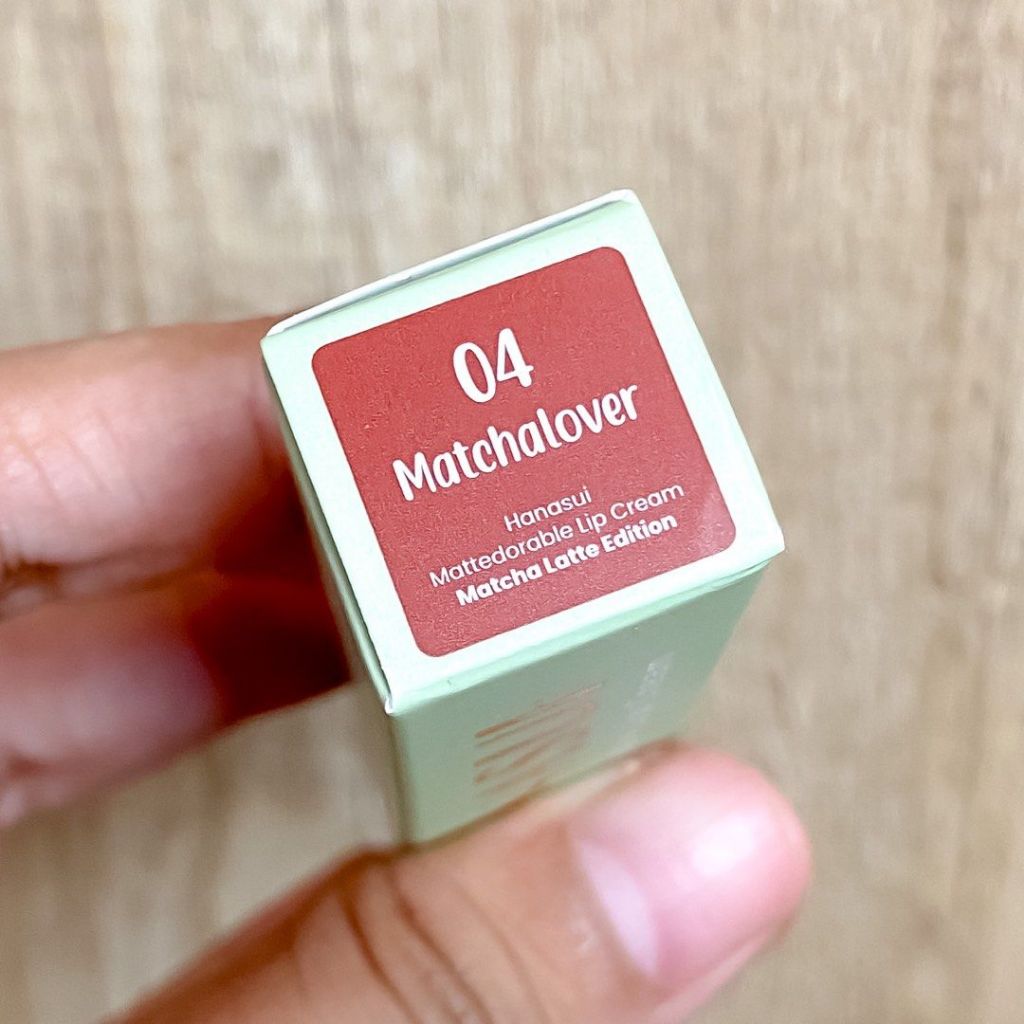 04
Matchalover
Hanasui
Mattedorable Lip Cream
Matcha Latte Edition